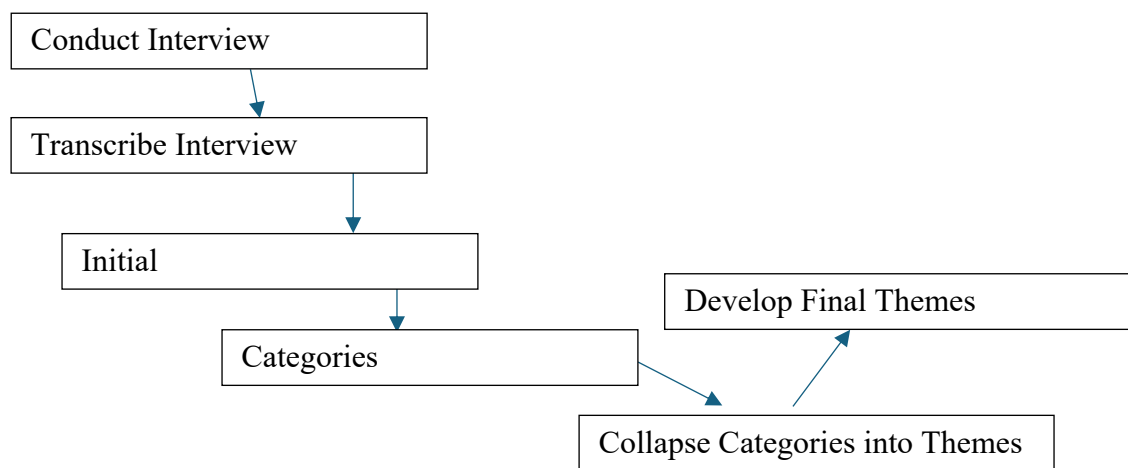 Conduct Interview
Transcribe Interview
Initial
Categories
Collapse Categories into Themes
Develop Final Themes